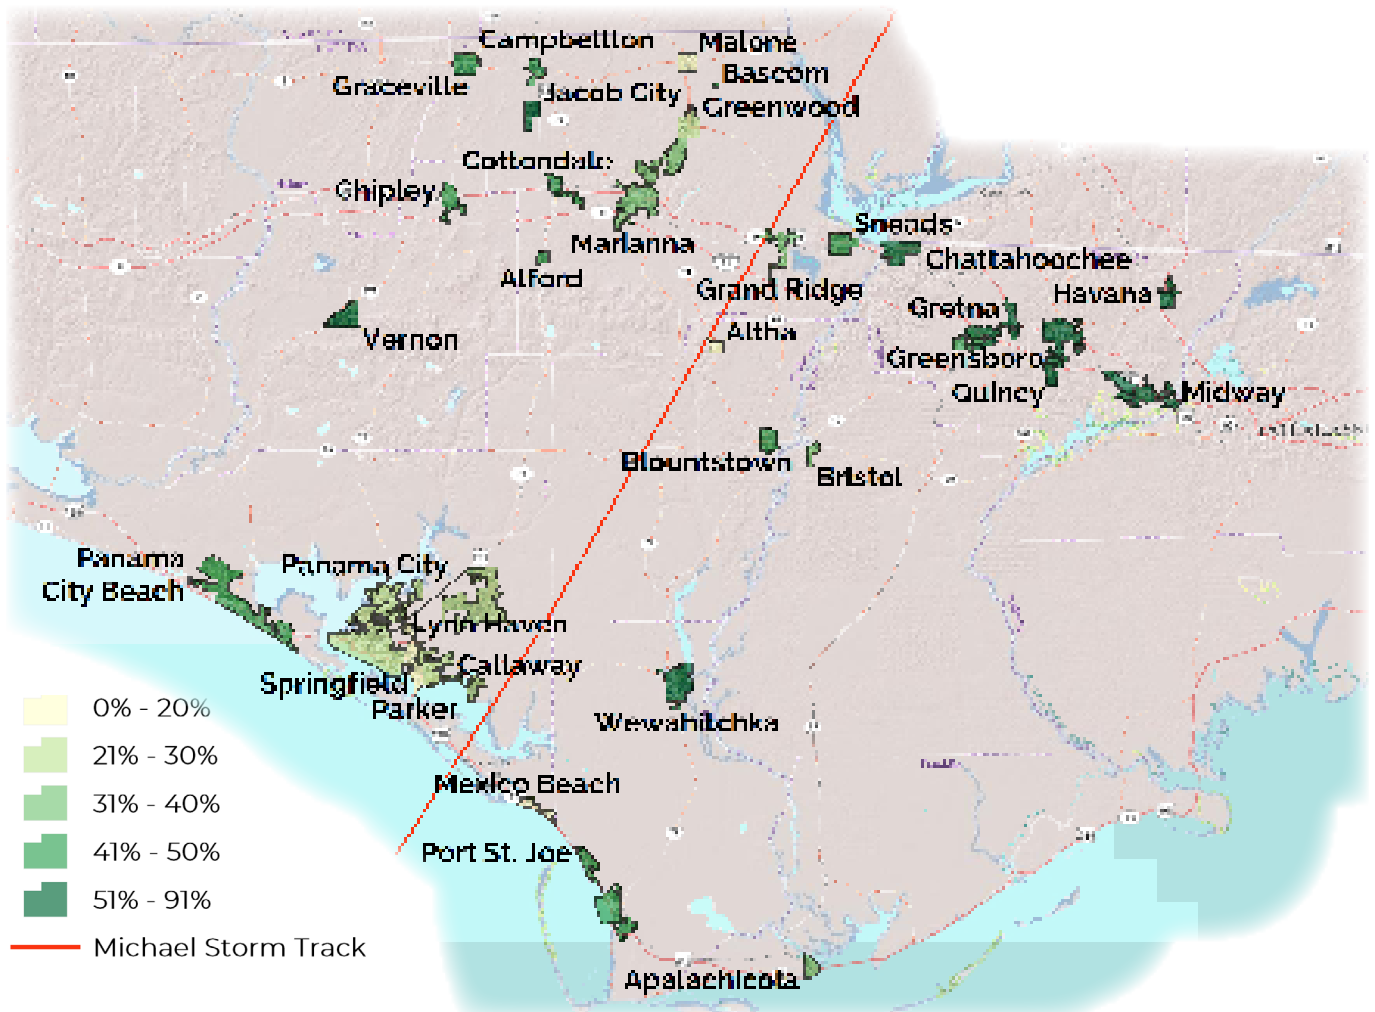 Campbellton
Malone
Bascom
Graceville
Jacob City
Greenwood
Cottondale
Chipley
Marianna
Sneads
Alford
Chattahoochee
Grand Ridge
Havana
Gretna
Altha
Vernon
Greensboro
Quincy
Midway
Blountstown
Bristol
Panama
City Beach
Panama City
Lynn Haven
Callaway
Springfield
Parker
Wewahitchka
Mexico Beach
Port St. Joe
Apalachicola
0% - 20%
21% - 30%
31% - 40%
41% - 50%
51% - 91%
Michael Storm Track